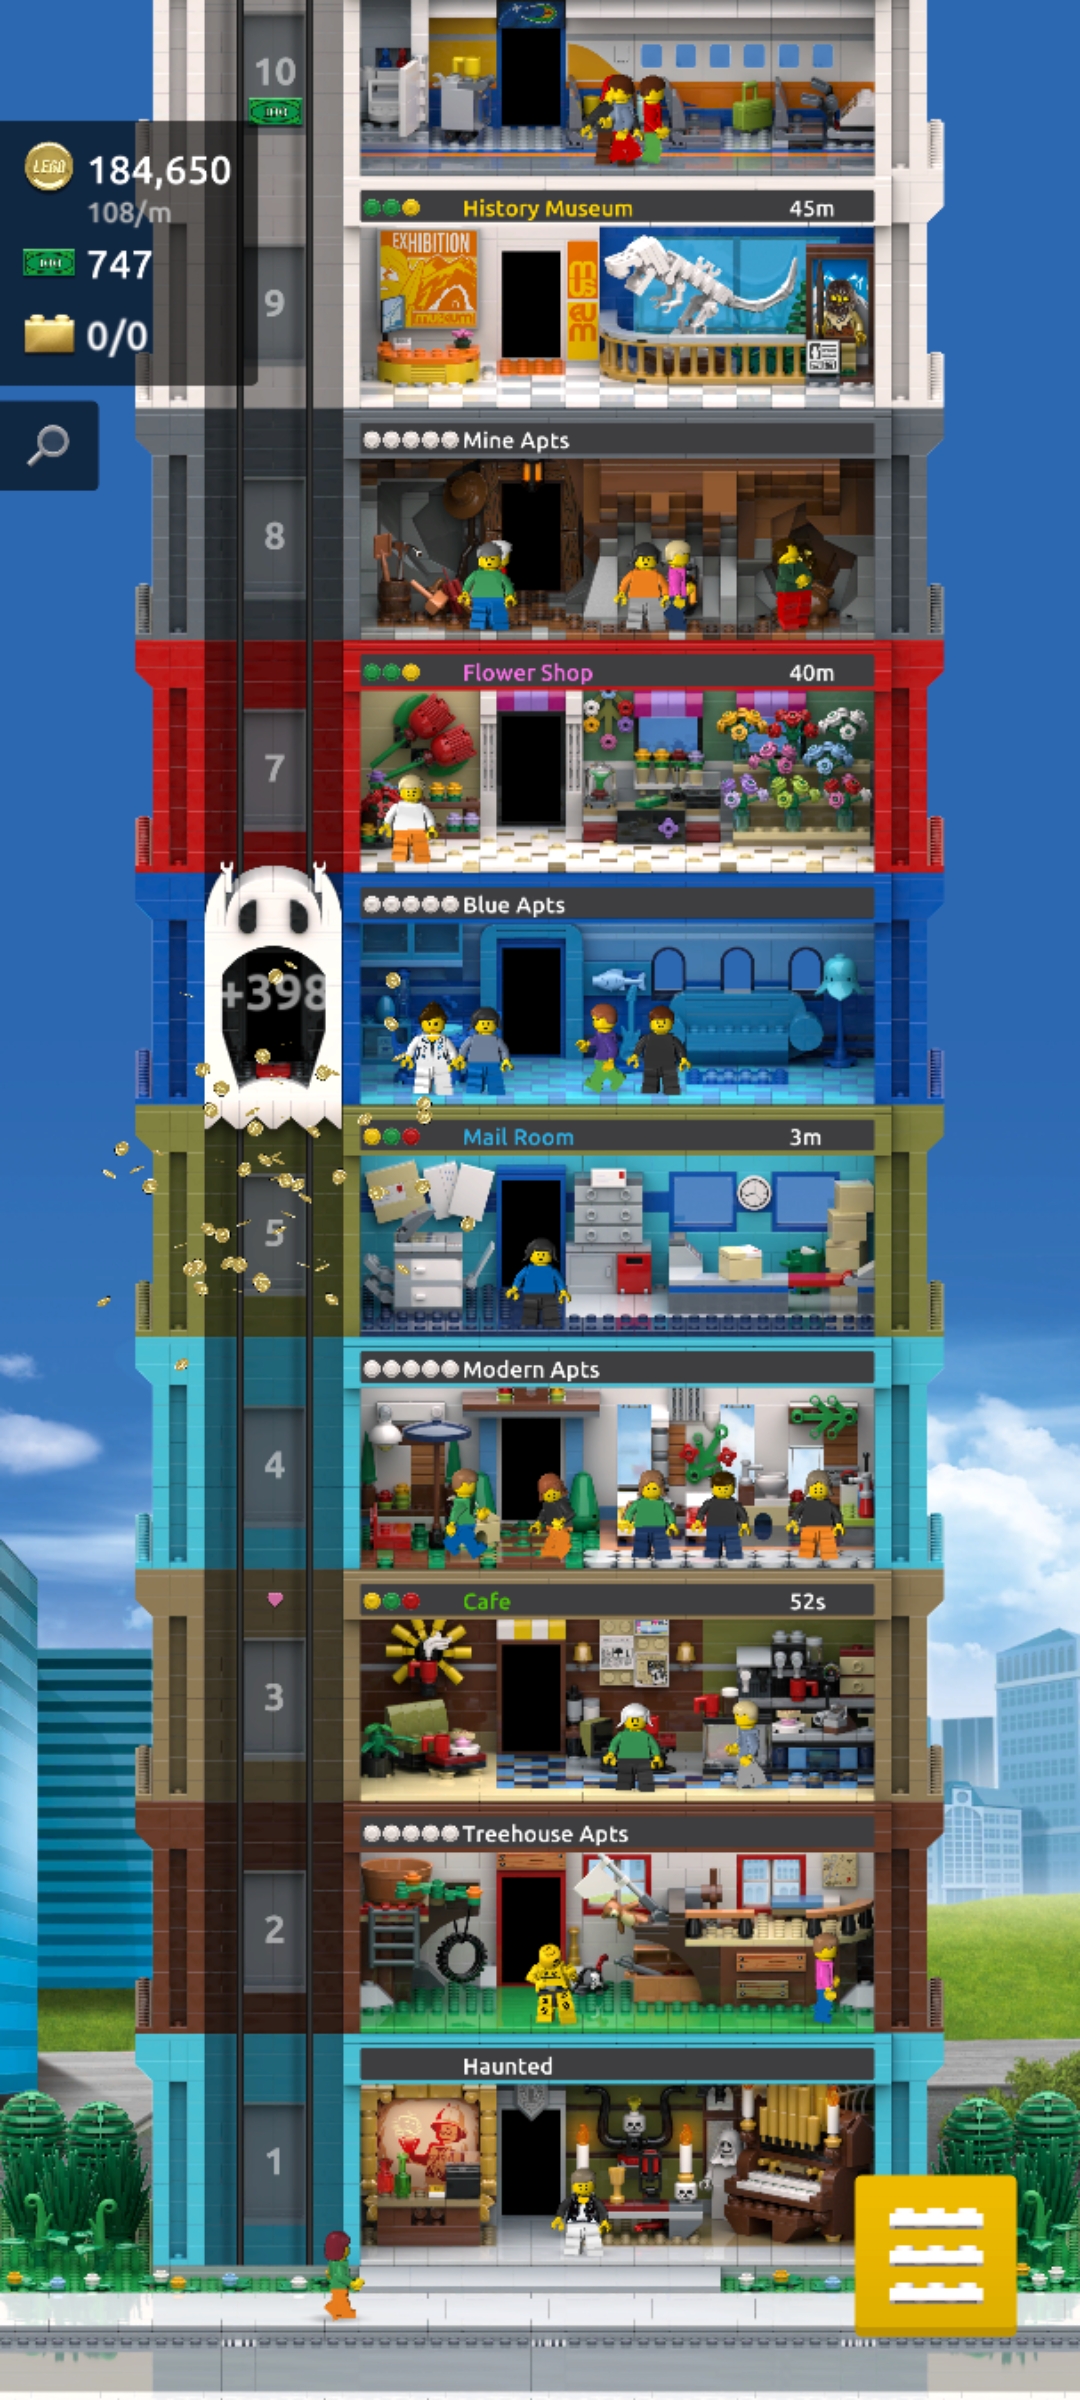 10
LEGO 184,650
108/m
747
0/0
History Museum 45m
EXHIBITION
museum
MUSEUM
9
Mine Apts
8
Flower Shop 40m
7
Blue Apts
+398
Mail Room 3m
5
Modern Apts
4
Cafe 52s
3
Treehouse Apts
2
Haunted
1